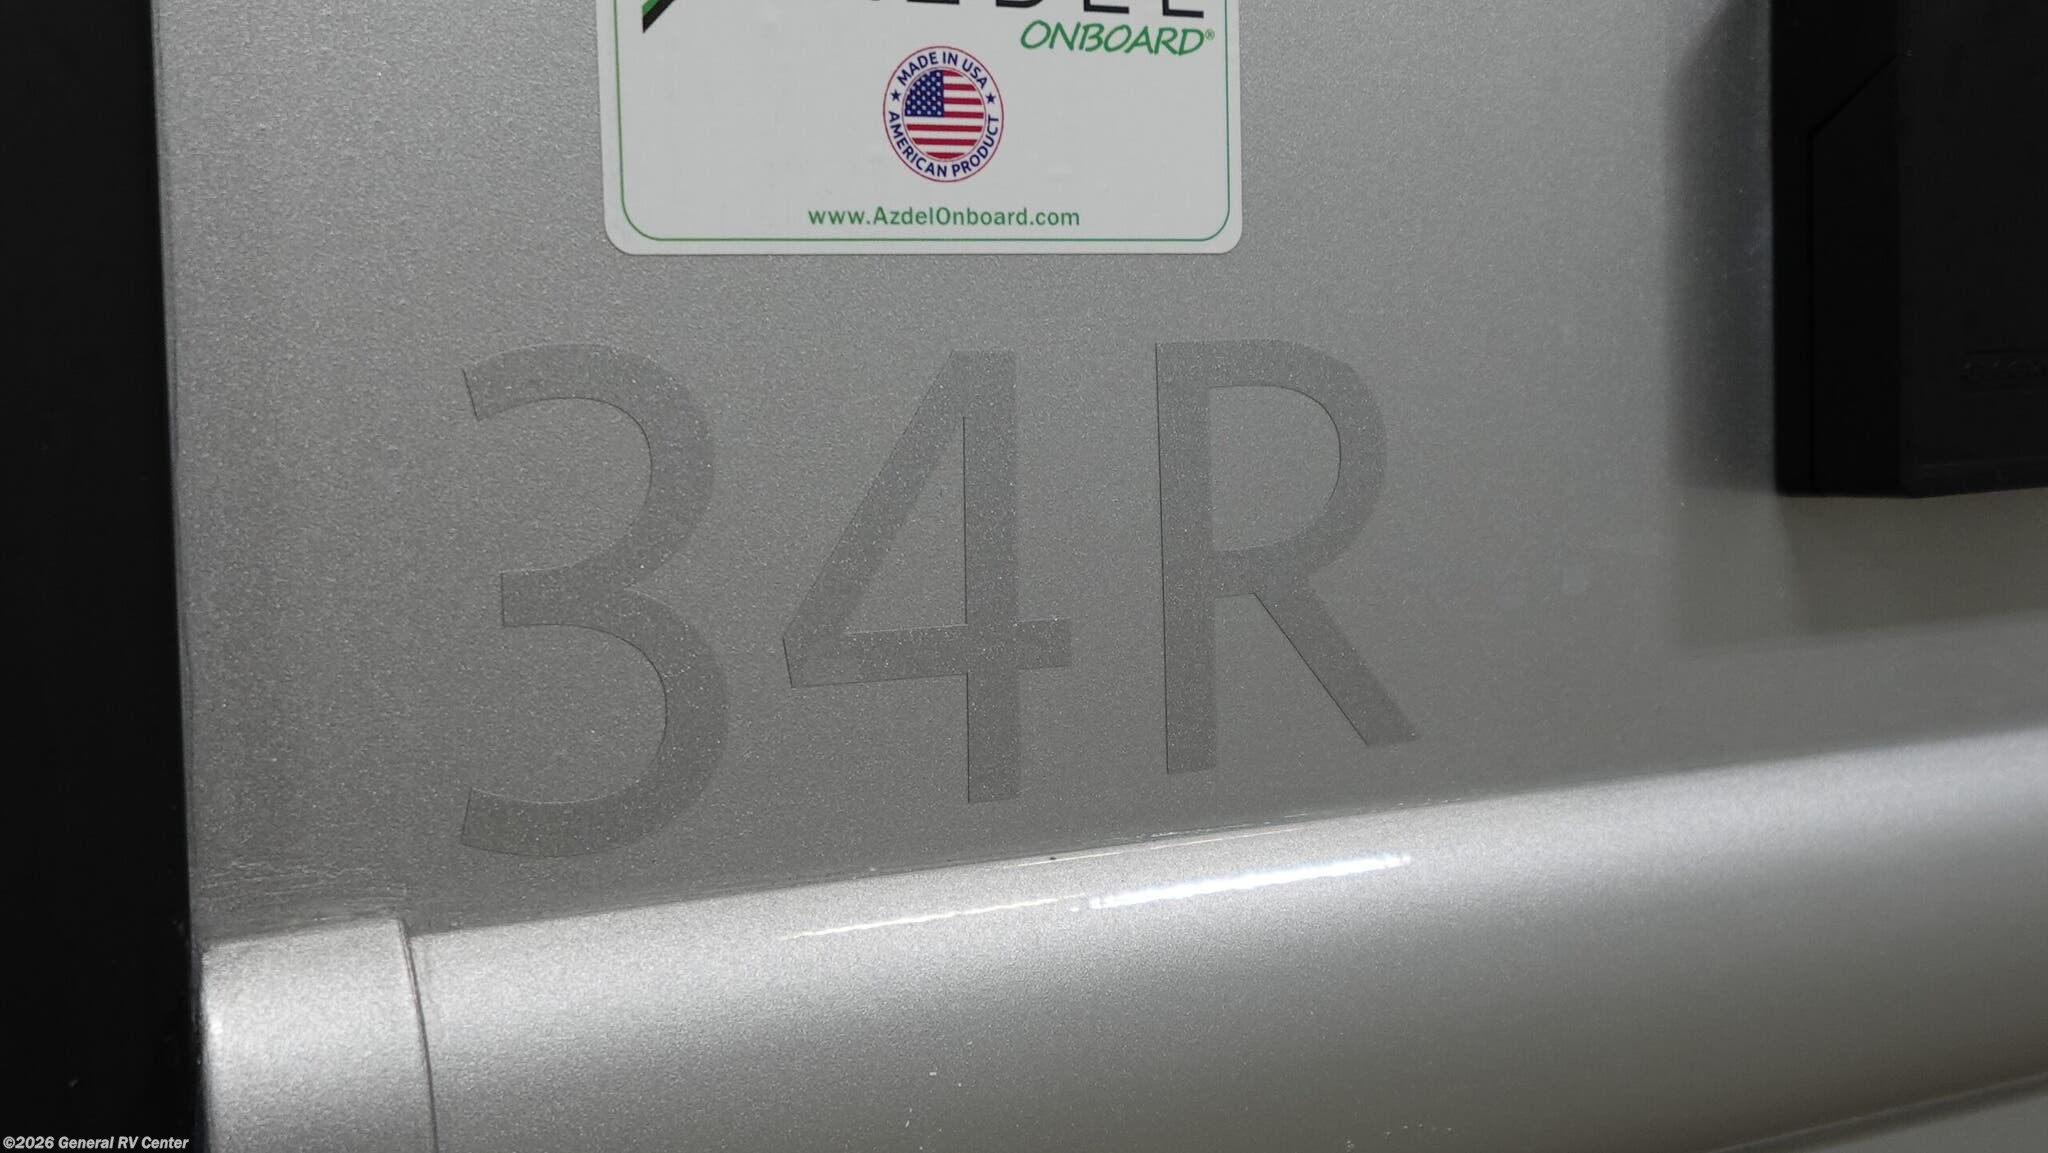 ONBOARD®
MADE IN USA
AMERICAN PRODUCT
www.AzdelOnboard.com
34R
©2026 General RV Center